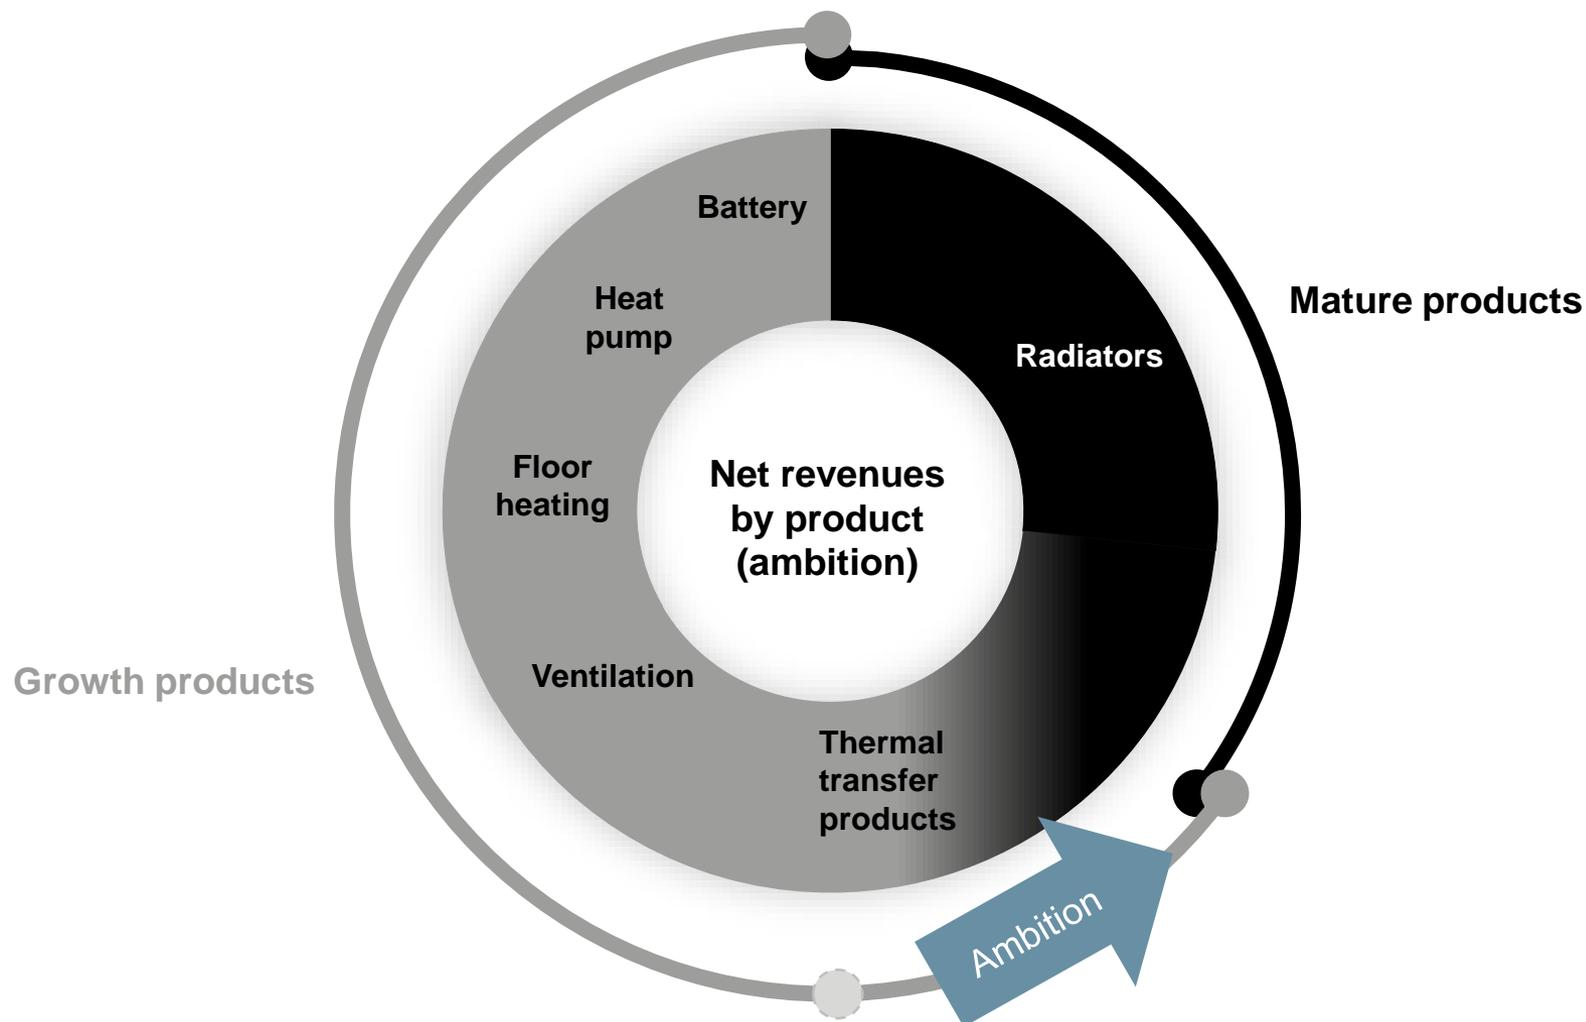 Battery
Heat
pump
Mature products
Radiators
Floor
heating
Net revenues
by product
(ambition)
Ventilation
Growth products
Thermal
transfer
products
Ambition